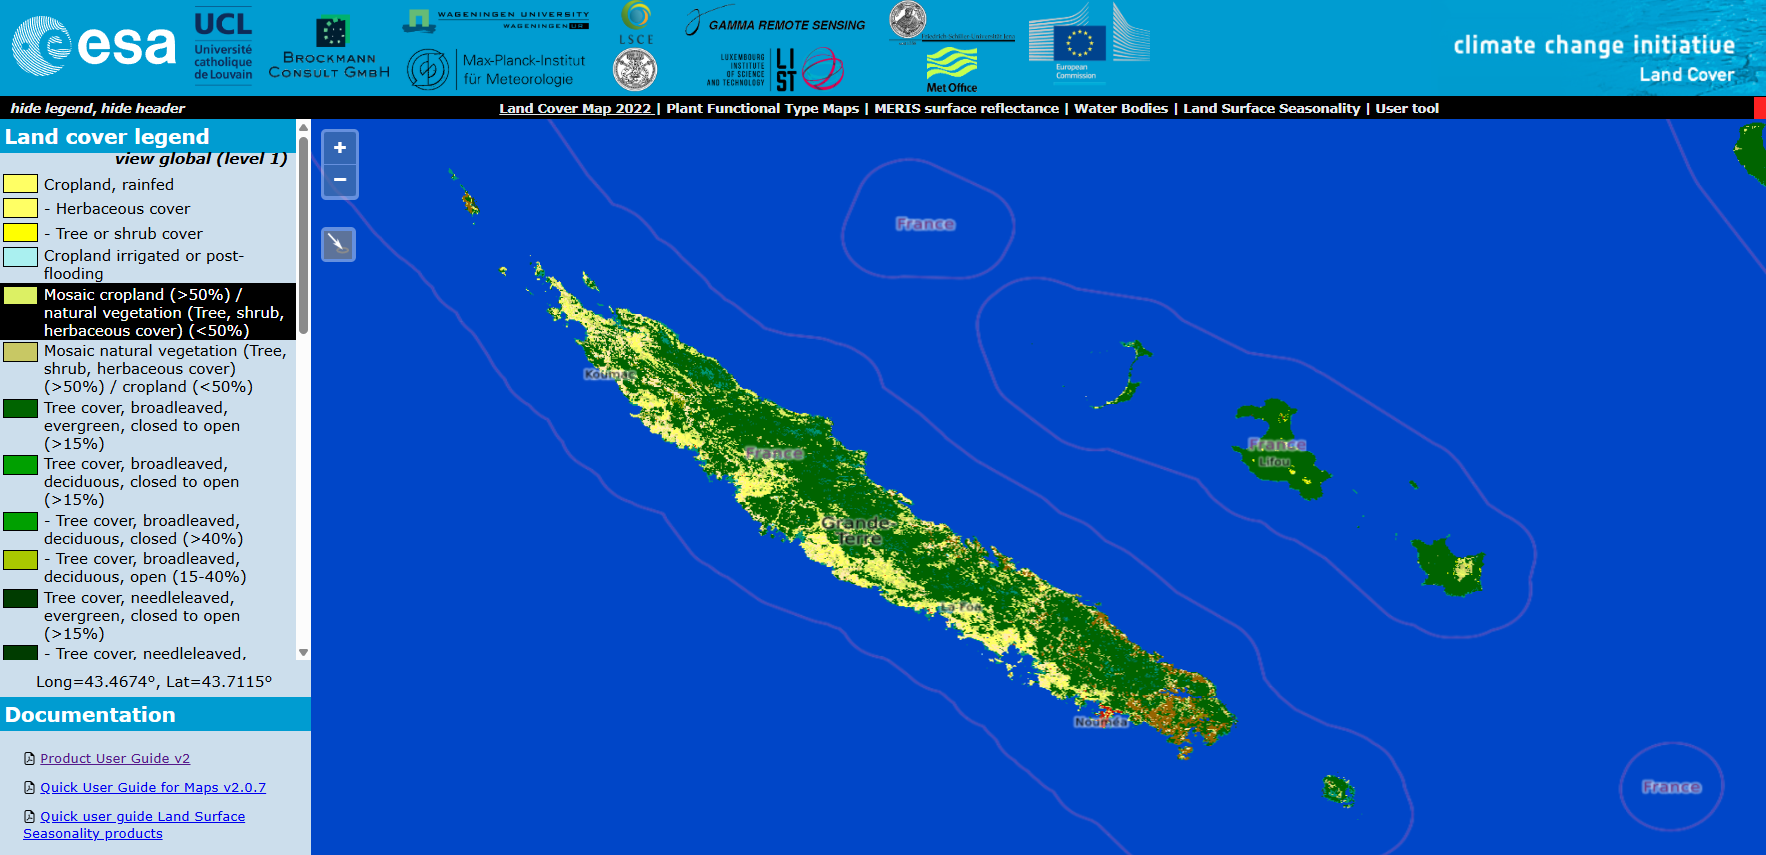 esa
UCL
Université
catholique
de Louvain
BROCKMANN
CONSULT GMBH
WAGENINGEN UNIVERSITY
WAGENINGEN UR
Max-Planck-Institut
für Meteorologie
LSCE
GAMMA REMOTE SENSING
LUXEMBOURG
INSTITUTE
OF SCIENCE
AND TECHNOLOGY
LIST
Friedrich-Schiller-Universität Jena
Met Office
European
Commission
climate change initiative
Land Cover
hide legend, hide header
Land Cover Map 2022 | Plant Functional Type Maps | MERIS surface reflectance | Water Bodies | Land Surface Seasonality | User tool
Land cover legend
view global (level 1)
Cropland, rainfed
- Herbaceous cover
- Tree or shrub cover
Cropland irrigated or post-
flooding
Mosaic cropland (>50%) /
natural vegetation (Tree, shrub,
herbaceous cover) (<50%)
Mosaic natural vegetation (Tree,
shrub, herbaceous cover)
(>50%) / cropland (<50%)
Tree cover, broadleaved,
evergreen, closed to open
(>15%)
Tree cover, broadleaved,
deciduous, closed to open
(>15%)
- Tree cover, broadleaved,
deciduous, closed (>40%)
- Tree cover, broadleaved,
deciduous, open (15-40%)
Tree cover, needleleaved,
evergreen, closed to open
(>15%)
- Tree cover, needleleaved,
Long=43.4674°, Lat=43.7115°
Documentation
Product User Guide v2
Quick User Guide for Maps v2.0.7
Quick user guide Land Surface
Seasonality products
+
−
France
Koumac
France
France
Lifou
Grande
Terre
La Foa
Nouméa
France